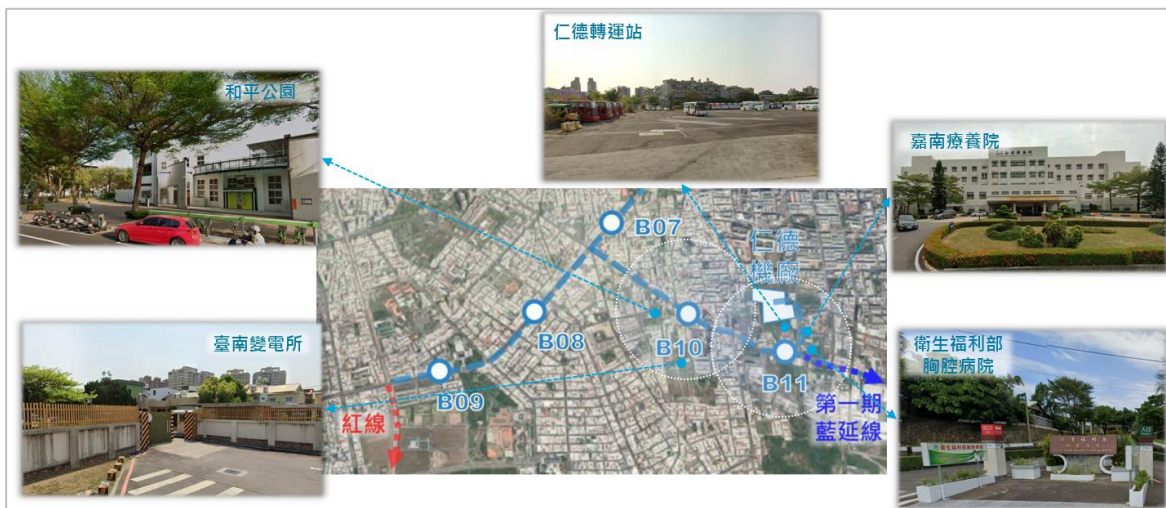 仁德轉運站
和平公園
嘉南療養院
B07
仁德
機廠
B08
B10
臺南變電所
衛生福利部
胸腔病院
B09
B11
紅線
第一期
藍延線